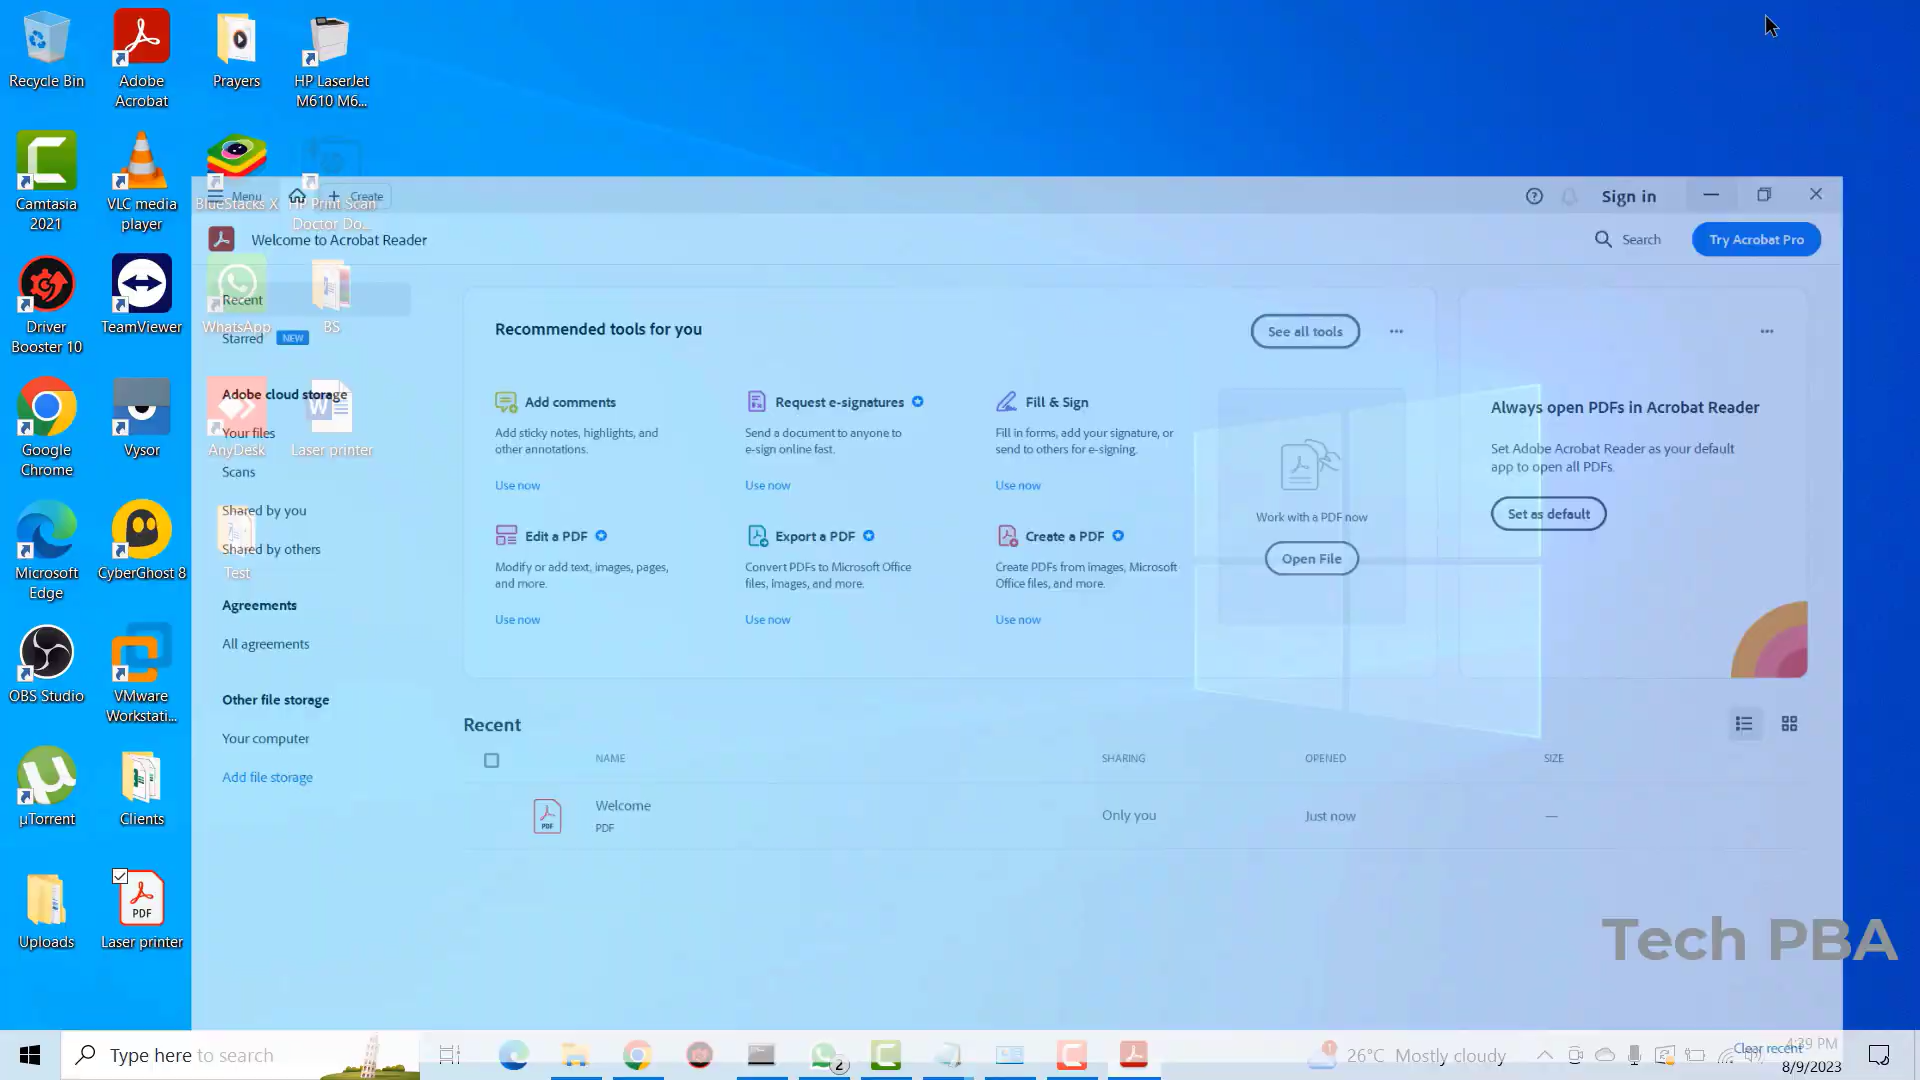 Recycle Bin
Adobe
Acrobat
Prayers
HP LaserJet
M610 M6...
Camtasia
2021
VLC media
player
BlueStacks X
HP Print Scan
Doctor Do...
Driver
Booster 10
TeamViewer
WhatsApp
BS
Google
Chrome
Vysor
AnyDesk
Laser printer
Microsoft
Edge
CyberGhost 8
Test
OBS Studio
VMware
Workstati...
µTorrent
Clients
Uploads
PDF
Laser printer
Menu
Create
Sign in
Welcome to Acrobat Reader
Search
Try Acrobat Pro
Recent
Starred
NEW
Adobe cloud storage
Your files
Scans
Shared by you
Shared by others
Agreements
All agreements
Other file storage
Your computer
Add file storage
Recommended tools for you
See all tools
Add comments
Add sticky notes, highlights, and
other annotations.
Use now
Request e-signatures
Send a document to anyone to
e-sign online fast.
Use now
Fill & Sign
Fill in forms, add your signature, or
send to others for e-signing.
Use now
Edit a PDF
Modify or add text, images, pages,
and more.
Use now
Export a PDF
Convert PDFs to Microsoft Office
files, images, and more.
Use now
Create a PDF
Create PDFs from images, Microsoft
Office files, and more.
Use now
Work with a PDF now
Open File
Always open PDFs in Acrobat Reader
Set Adobe Acrobat Reader as your default
app to open all PDFs.
Set as default
Recent
NAME
SHARING
OPENED
SIZE
PDF
Welcome
PDF
Only you
Just now
—
Tech PBA
Type here to search
2
26°C Mostly cloudy
Clear recent
4:39 PM
8/9/2023